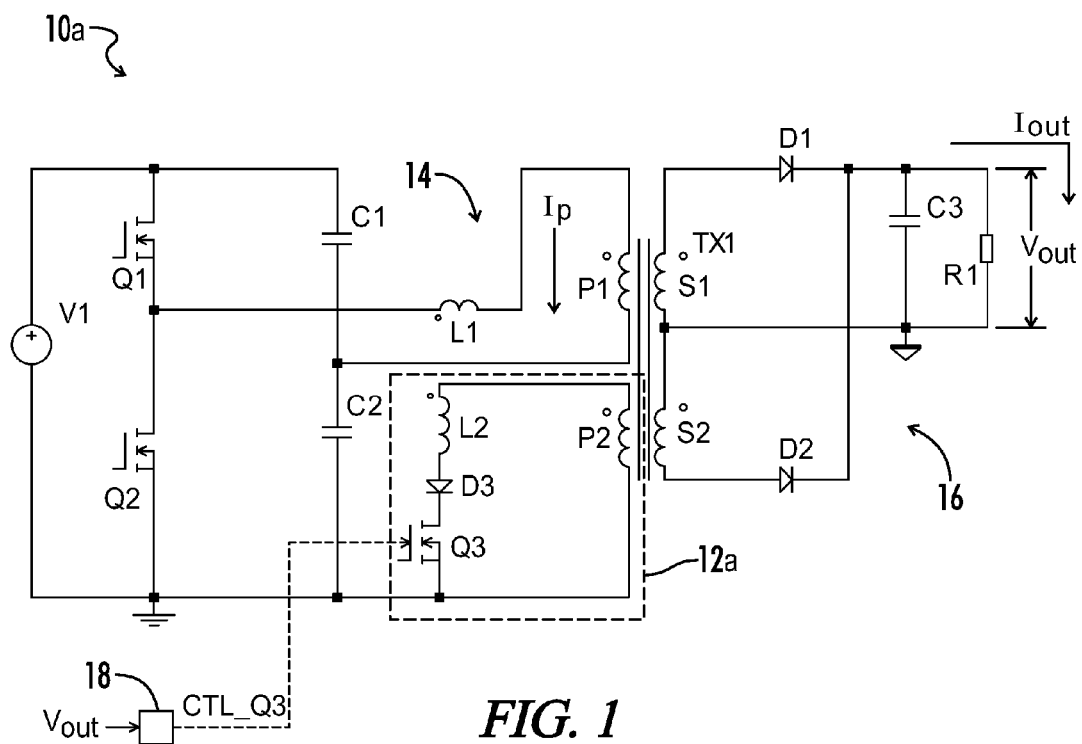 10a
V1
Q1
Q2
C1
C2
14
L1
Ip
P1
TX1
S1
D1
C3
R1
Iout
Vout
L2
D3
Q3
P2
S2
D2
12a
16
18
Vout
CTL_Q3
FIG. 1